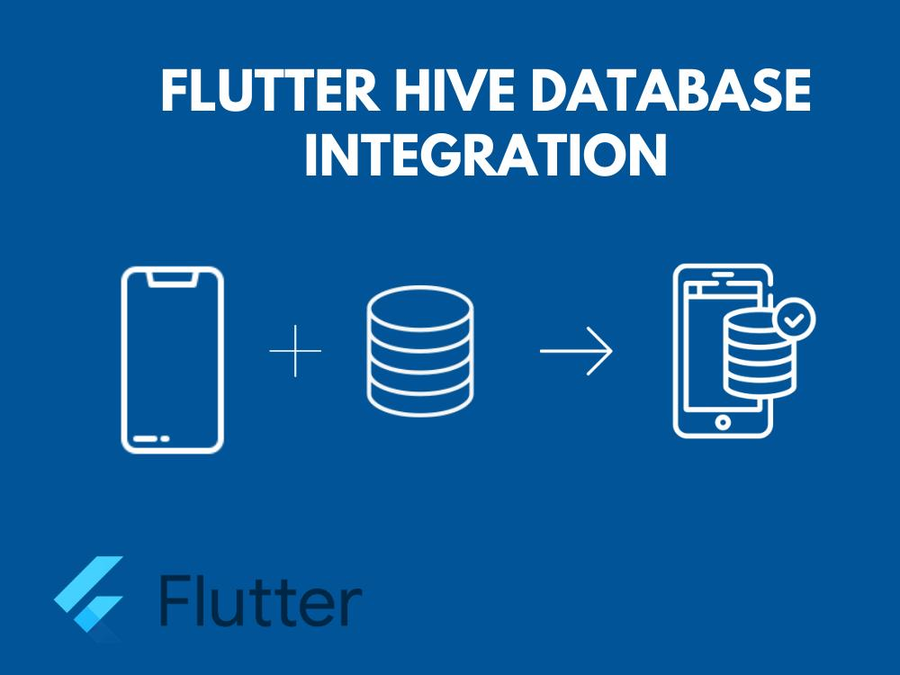 FLUTTER HIVE DATABASE
INTEGRATION
Flutter